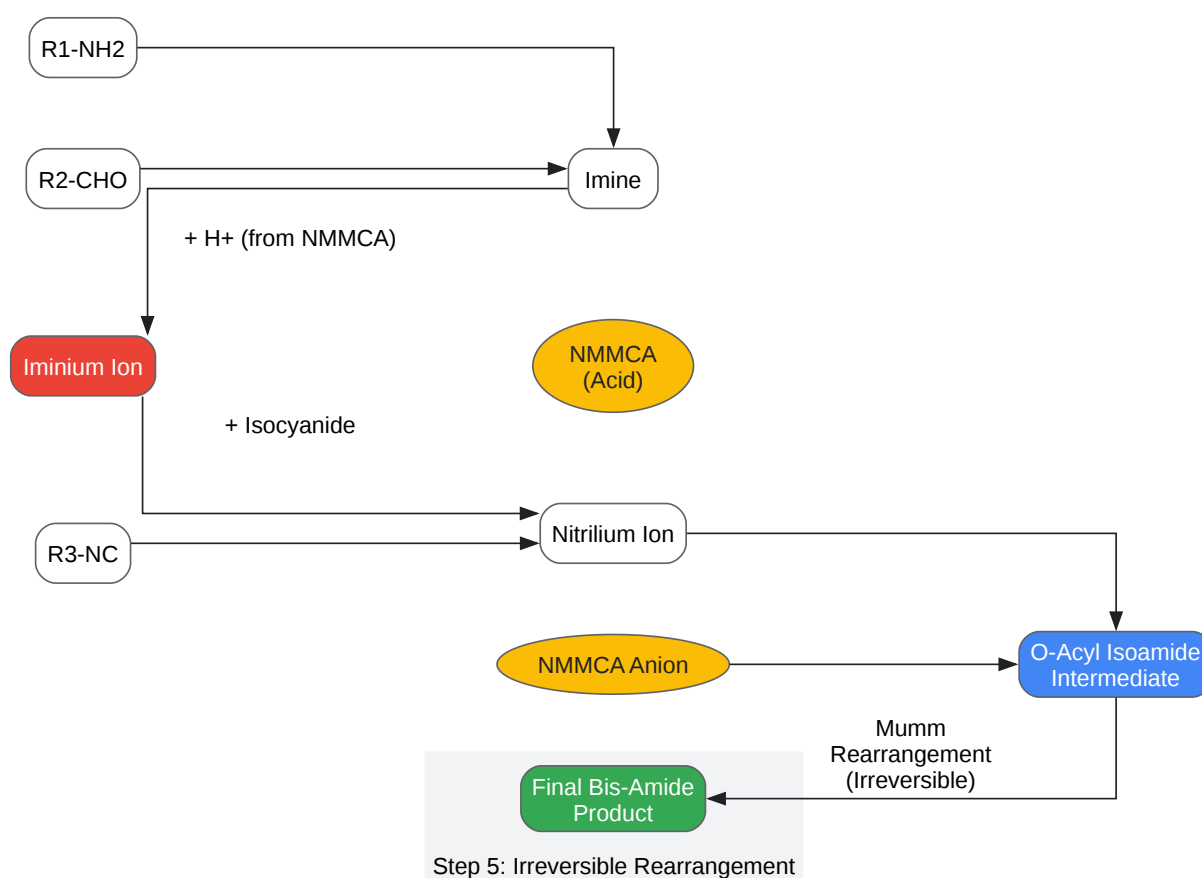 R1-NH2
R2-CHO
Imine
+ H+ (from NMMCA)
Iminium Ion
NMMCA
(Acid)
+ Isocyanide
R3-NC
Nitrilium Ion
NMMCA Anion
O-Acyl Isoamide
Intermediate
Mumm
Rearrangement
(Irreversible)
Final Bis-Amide
Product
Step 5: Irreversible Rearrangement